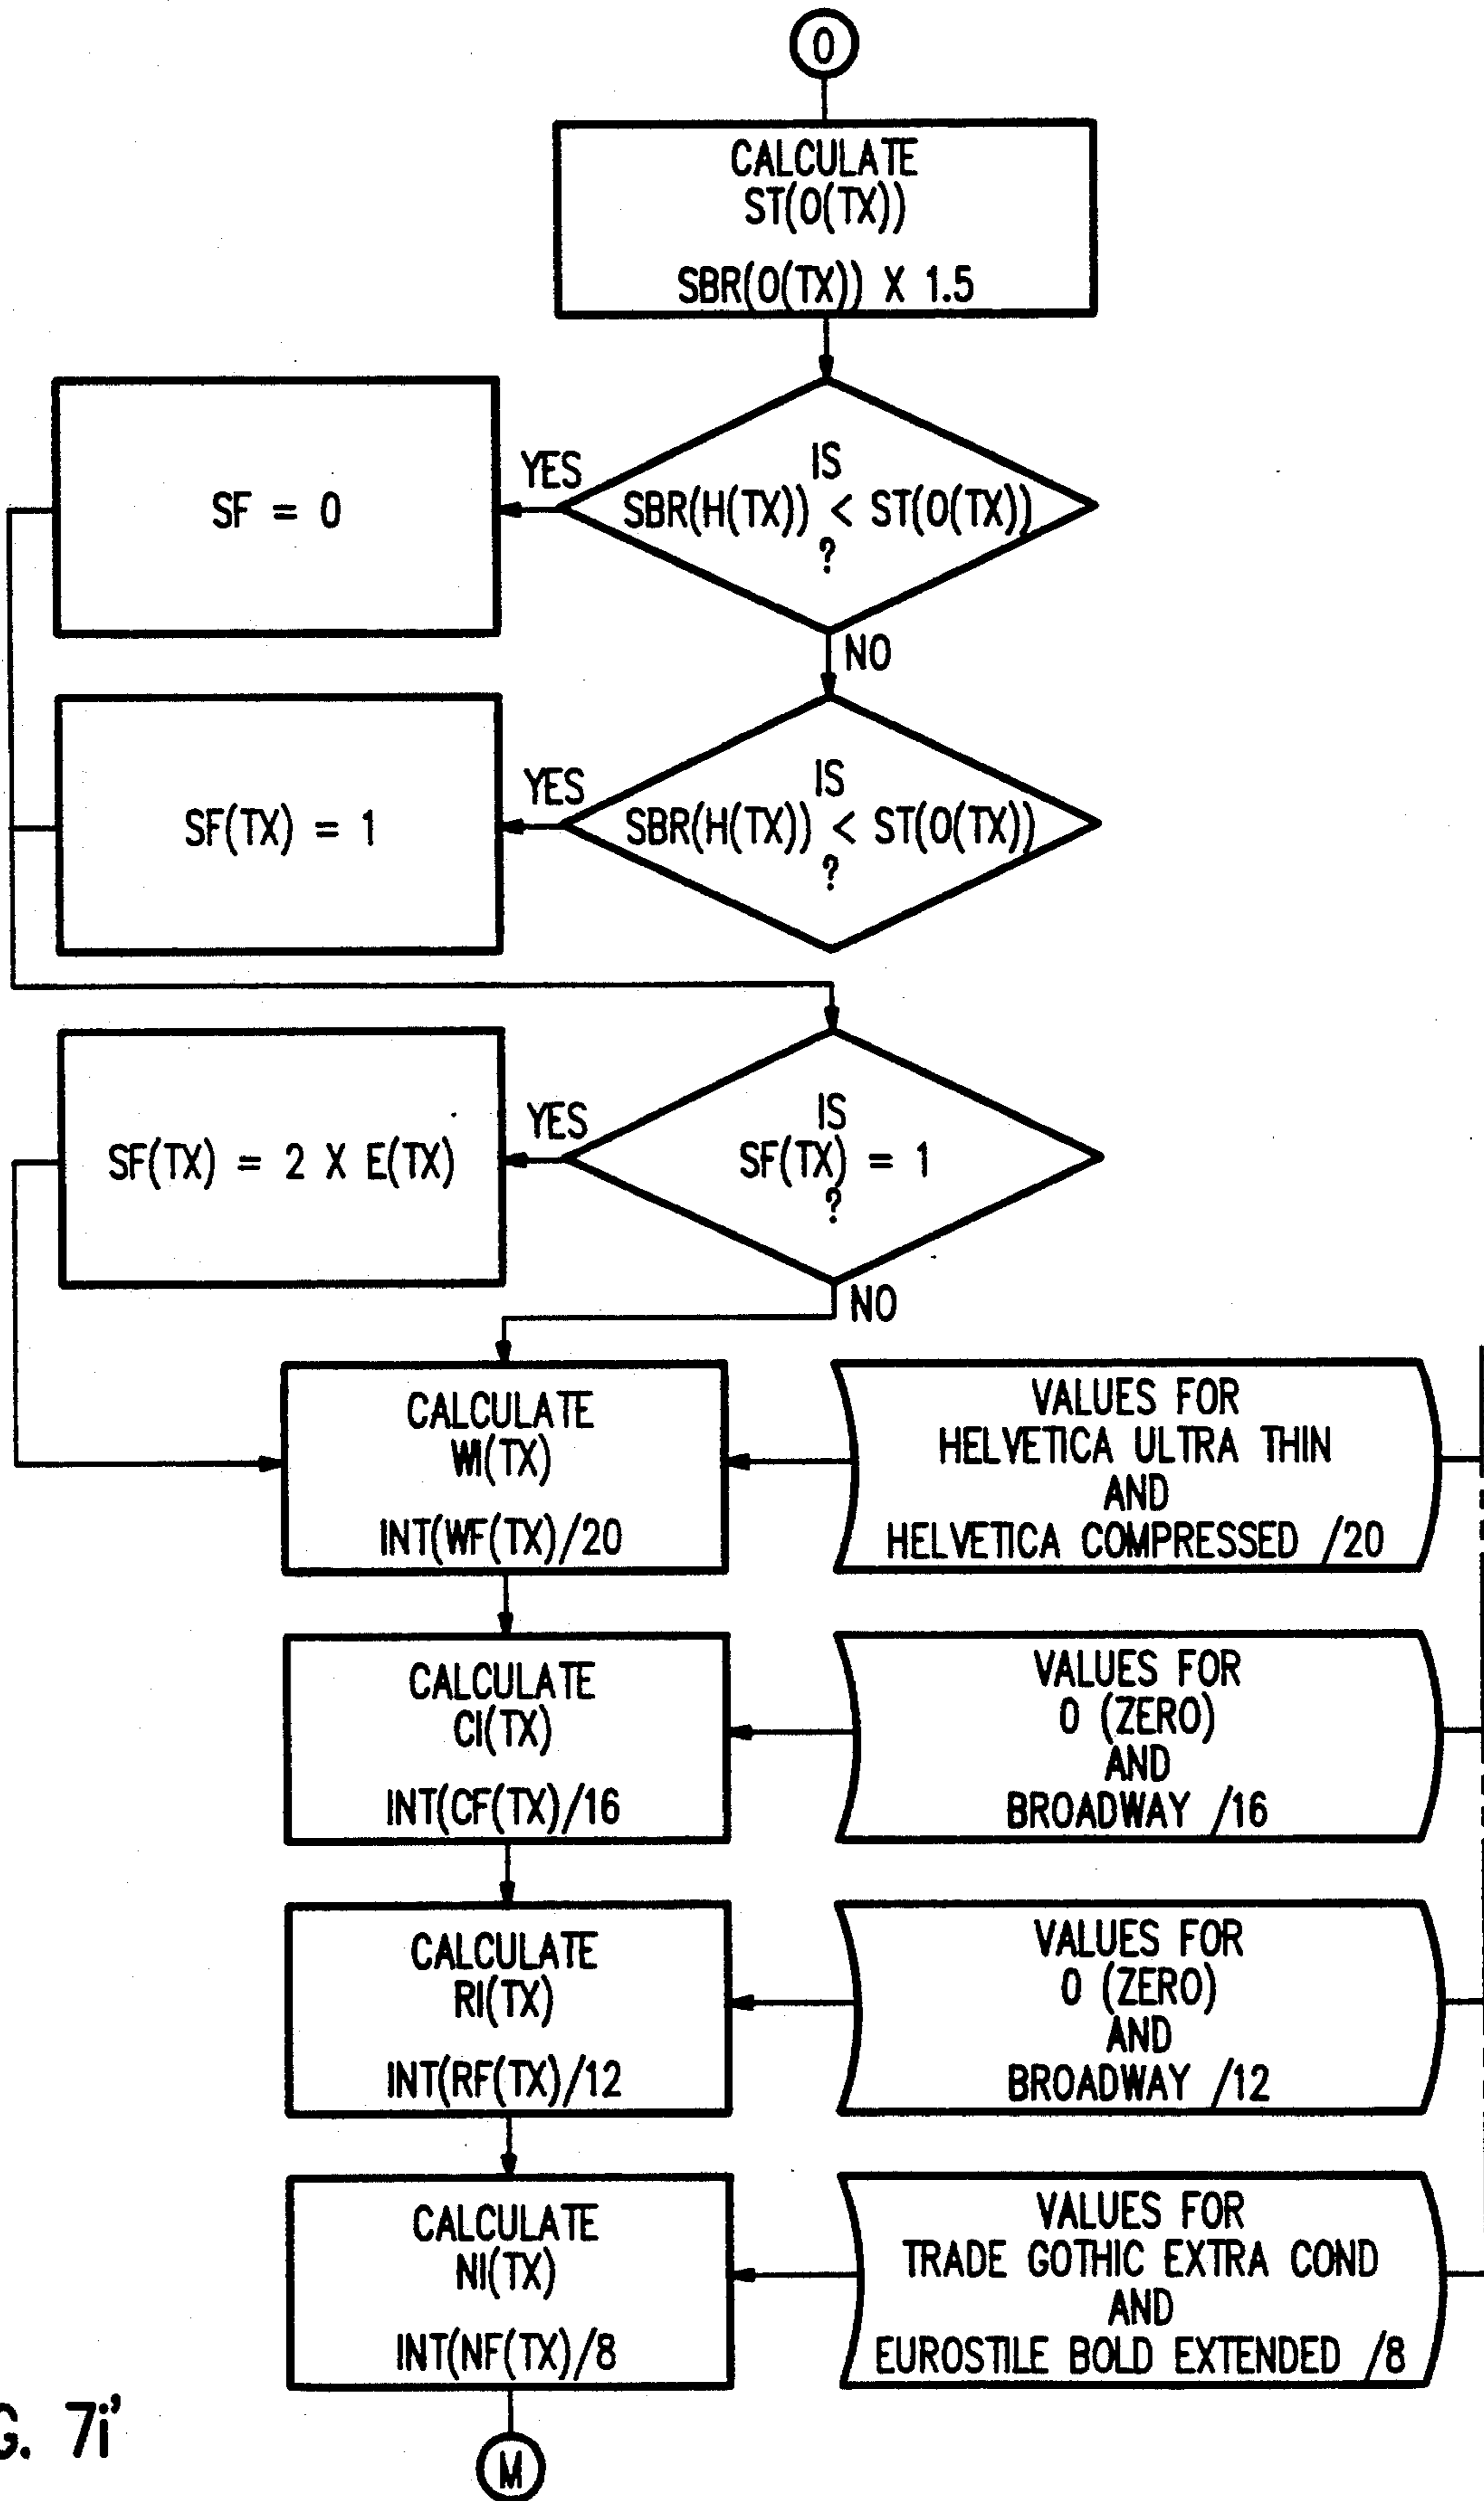 O
CALCULATE
ST(O(TX))
SBR(O(TX)) X 1.5
IS
SBR(H(TX)) < ST(O(TX))
?
YES
SF = 0
NO
IS
SBR(H(TX)) < ST(O(TX))
?
YES
SF(TX) = 1
IS
SF(TX) = 1
?
YES
SF(TX) = 2 X E(TX)
NO
CALCULATE
WI(TX)
INT(WF(TX)/20
VALUES FOR
HELVETICA ULTRA THIN
AND
HELVETICA COMPRESSED /20
CALCULATE
CI(TX)
INT(CF(TX)/16
VALUES FOR
0 (ZERO)
AND
BROADWAY /16
CALCULATE
RI(TX)
INT(RF(TX)/12
VALUES FOR
0 (ZERO)
AND
BROADWAY /12
CALCULATE
NI(TX)
INT(NF(TX)/8
VALUES FOR
TRADE GOTHIC EXTRA COND
AND
EUROSTILE BOLD EXTENDED /8
G. 7i'
M